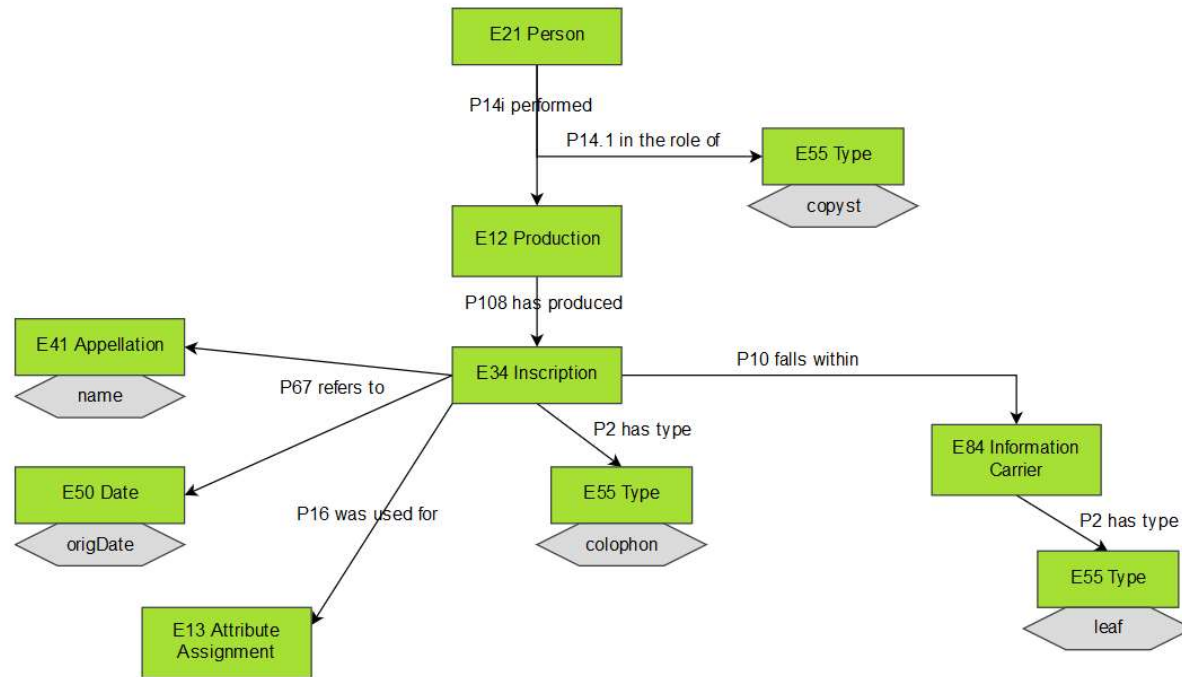 E21 Person
P14i performed
P14.1 in the role of
E55 Type
copyst
E12 Production
P108 has produced
E41 Appellation
name
P67 refers to
E34 Inscription
P10 falls within
P2 has type
E84 Information
Carrier
E50 Date
origDate
P16 was used for
E55 Type
colophon
P2 has type
E55 Type
leaf
E13 Attribute
Assignment